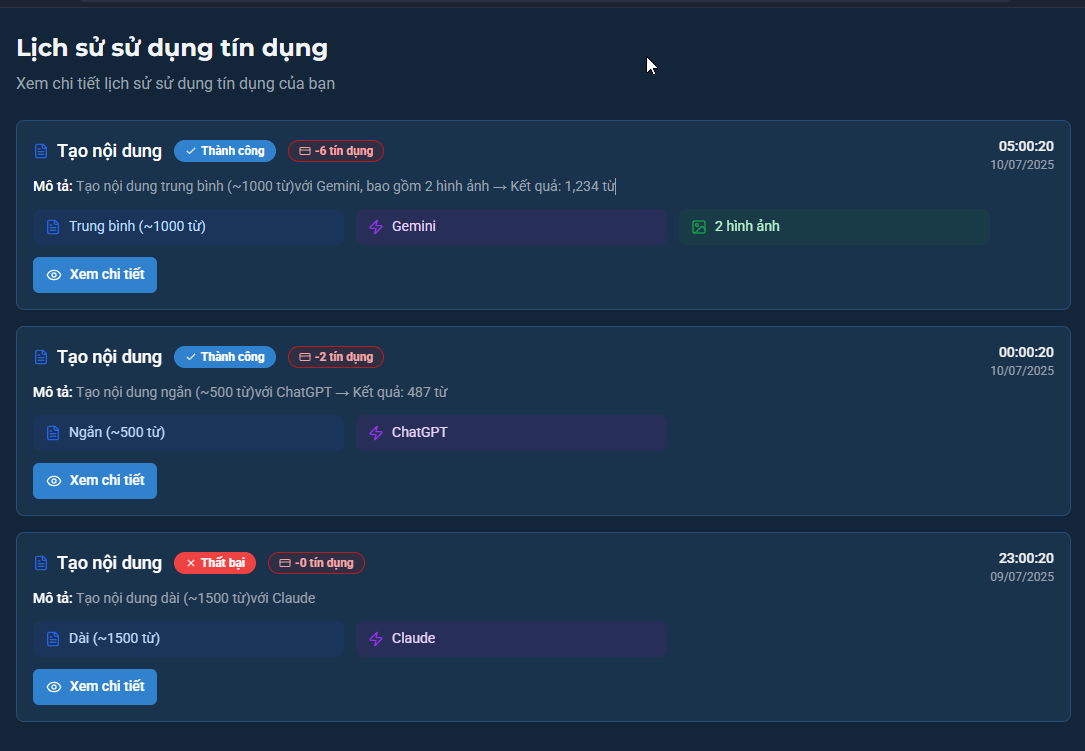 Lịch sử sử dụng tín dụng
Xem chi tiết lịch sử sử dụng tín dụng của bạn
Tạo nội dung Thành công -6 tín dụng 05:00:20
10/07/2025
Mô tả: Tạo nội dung trung bình (~1000 từ)với Gemini, bao gồm 2 hình ảnh → Kết quả: 1,234 từ
Trung bình (~1000 từ) Gemini 2 hình ảnh
Xem chi tiết
Tạo nội dung Thành công -2 tín dụng 00:00:20
10/07/2025
Mô tả: Tạo nội dung ngắn (~500 từ)với ChatGPT → Kết quả: 487 từ
Ngắn (~500 từ) ChatGPT
Xem chi tiết
Tạo nội dung Thất bại -0 tín dụng 23:00:20
09/07/2025
Mô tả: Tạo nội dung dài (~1500 từ)với Claude
Dài (~1500 từ) Claude
Xem chi tiết